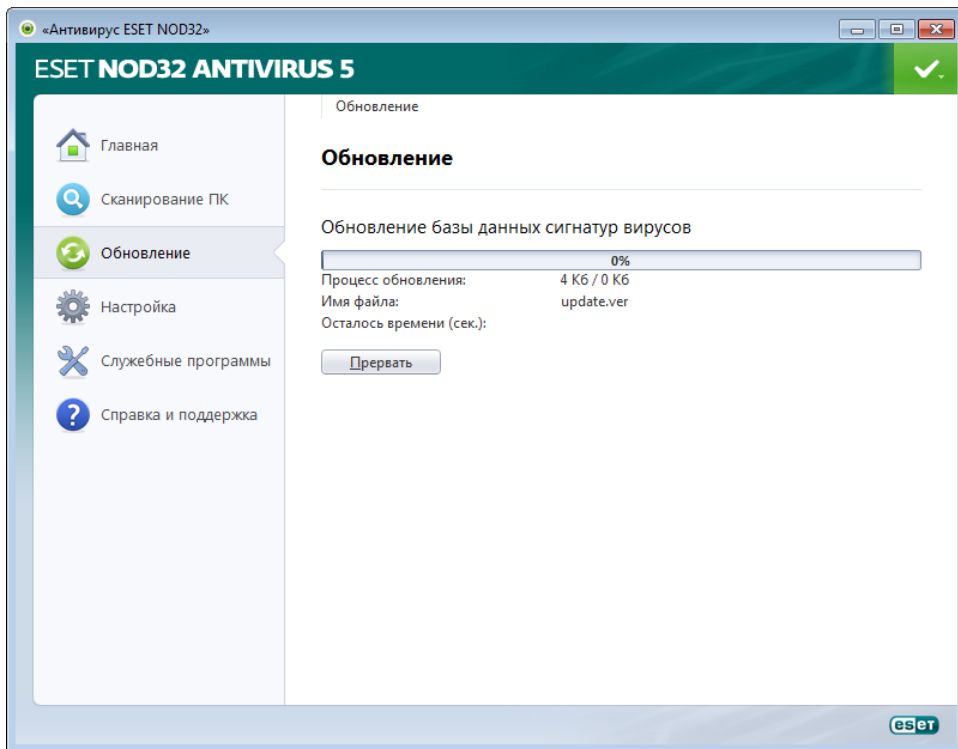 «Антивирус ESET NOD32»
ESET NOD32 ANTIVIRUS 5
Главная
Сканирование ПК
Обновление
Настройка
Служебные программы
Справка и поддержка
Обновление
Обновление
Обновление базы данных сигнатур вирусов
0%
Процесс обновления: 4 Кб / 0 Кб
Имя файла: update.ver
Осталось времени (сек.):
Прервать
eseT